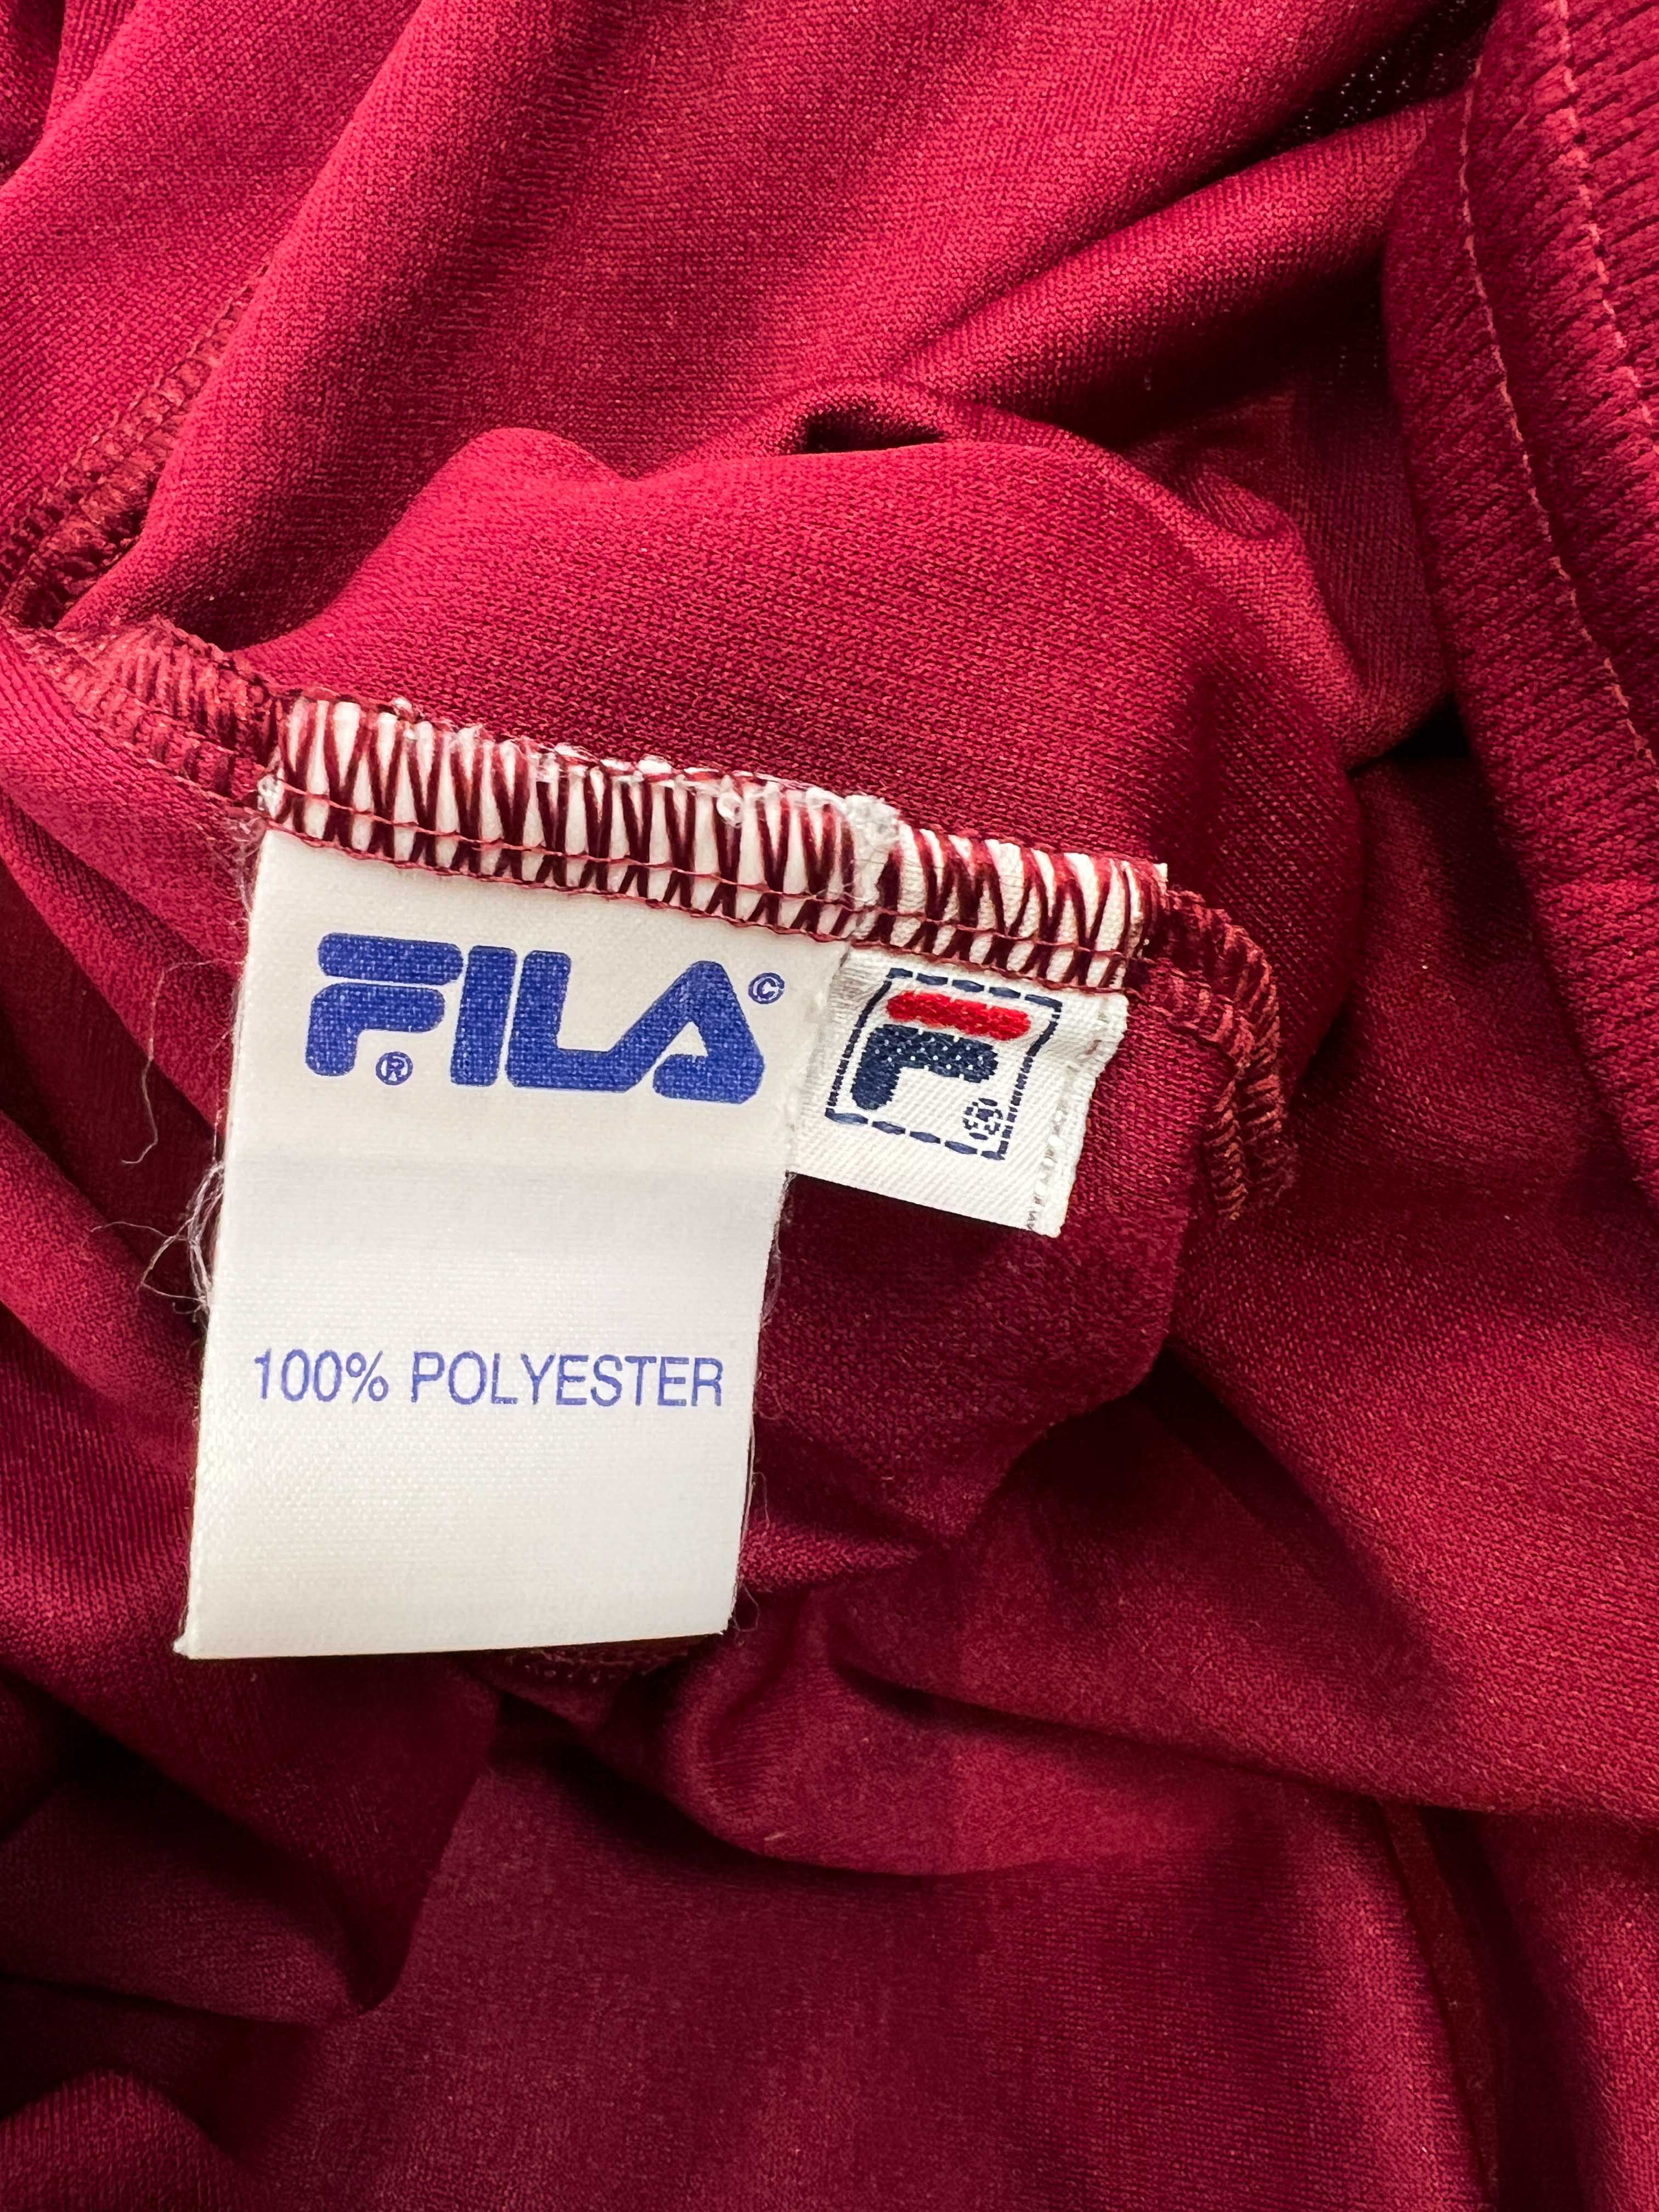 FILA ©
®
F ®
100% POLYESTER